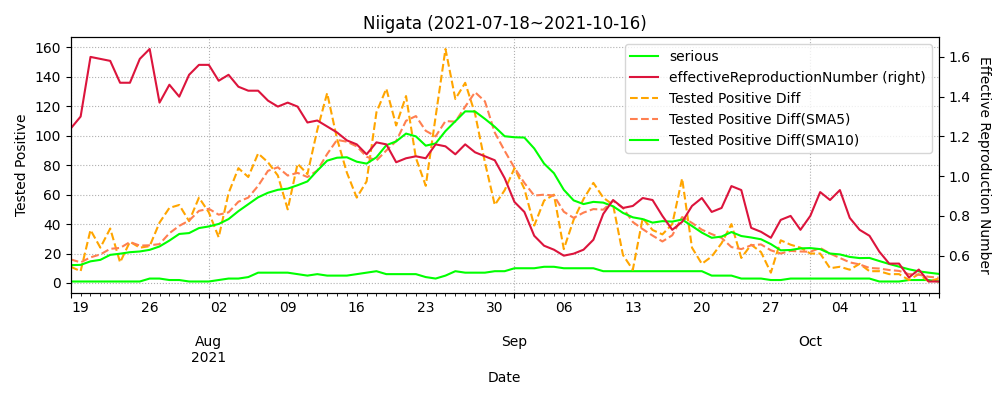 Niigata (2021-07-18~2021-10-16)
160
140
120
100
80
60
40
20
0
Tested Positive
1.6
1.4
1.2
1.0
0.8
0.6
Effective Reproduction Number
serious
effectiveReproductionNumber (right)
Tested Positive Diff
Tested Positive Diff(SMA5)
Tested Positive Diff(SMA10)
19 26 02 09 16 23 30 06 13 20 27 04 11
Aug Sep Oct
2021
Date